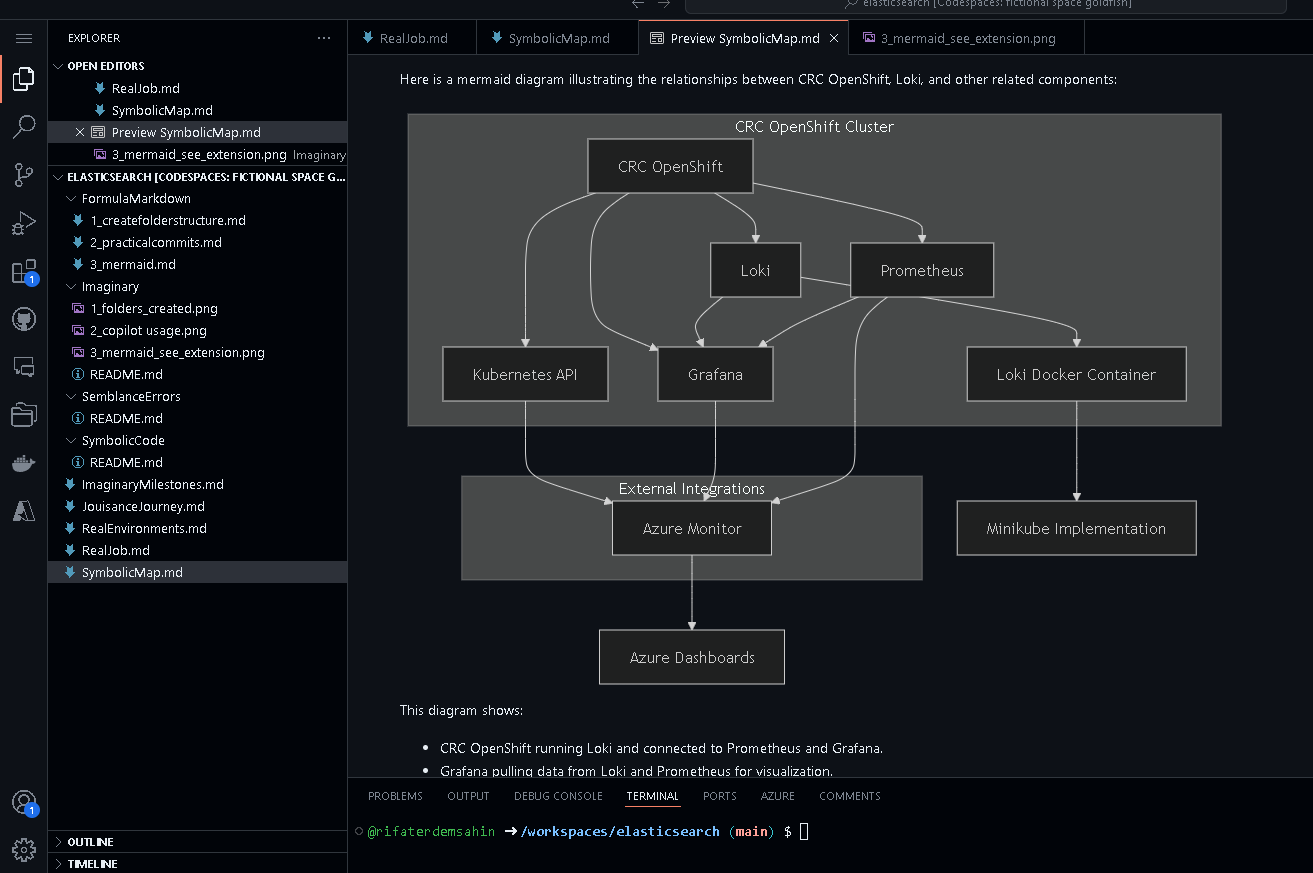 elasticsearch [Codespaces: fictional space goldfish]
EXPLORER
RealJob.md
SymbolicMap.md
Preview SymbolicMap.md
3_mermaid_see_extension.png
OPEN EDITORS
RealJob.md
SymbolicMap.md
Preview SymbolicMap.md
3_mermaid_see_extension.png Imaginary
ELASTICSEARCH [CODESPACES: FICTIONAL SPACE G...
FormulaMarkdown
1_createfolderstructure.md
2_practicalcommits.md
3_mermaid.md
Imaginary
1_folders_created.png
2_copilot usage.png
3_mermaid_see_extension.png
README.md
SemblanceErrors
README.md
SymbolicCode
README.md
ImaginaryMilestones.md
JouisanceJourney.md
RealEnvironments.md
RealJob.md
SymbolicMap.md
OUTLINE
TIMELINE
1
1
Here is a mermaid diagram illustrating the relationships between CRC OpenShift, Loki, and other related components:
CRC OpenShift Cluster
CRC OpenShift
Loki
Prometheus
Kubernetes API
Grafana
Loki Docker Container
External Integrations
Azure Monitor
Minikube Implementation
Azure Dashboards
This diagram shows:
• CRC OpenShift running Loki and connected to Prometheus and Grafana.
• Grafana pulling data from Loki and Prometheus for visualization.
PROBLEMS
OUTPUT
DEBUG CONSOLE
TERMINAL
PORTS
AZURE
COMMENTS
@rifaterdemsahin ➜ /workspaces/elasticsearch (main) $